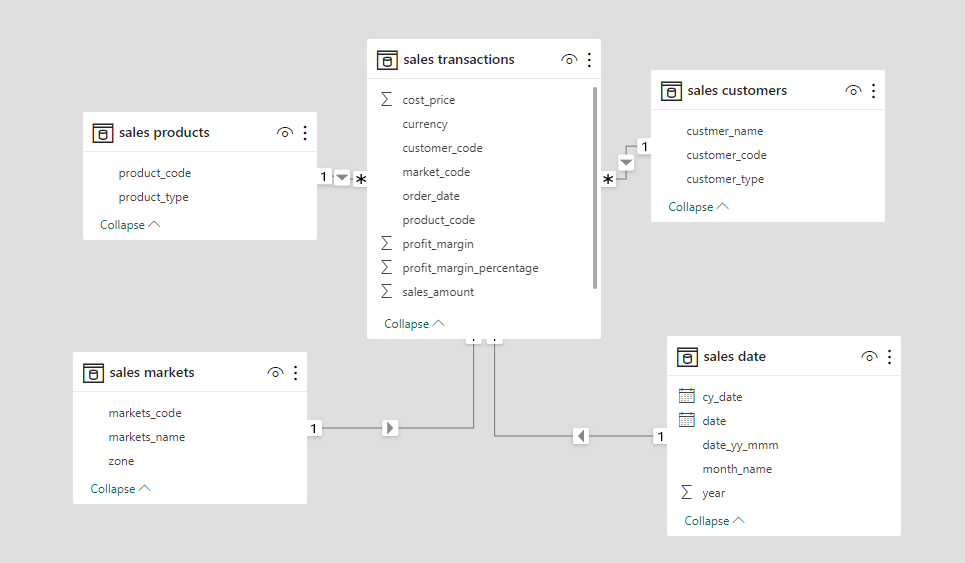 sales transactions
cost_price
currency
customer_code
market_code
order_date
product_code
profit_margin
profit_margin_percentage
sales_amount
Collapse
sales products
product_code
product_type
Collapse
1
*
sales customers
custmer_name
customer_code
customer_type
Collapse
1
*
sales markets
markets_code
markets_name
zone
Collapse
1
sales date
cy_date
date
date_yy_mmm
month_name
year
Collapse
1